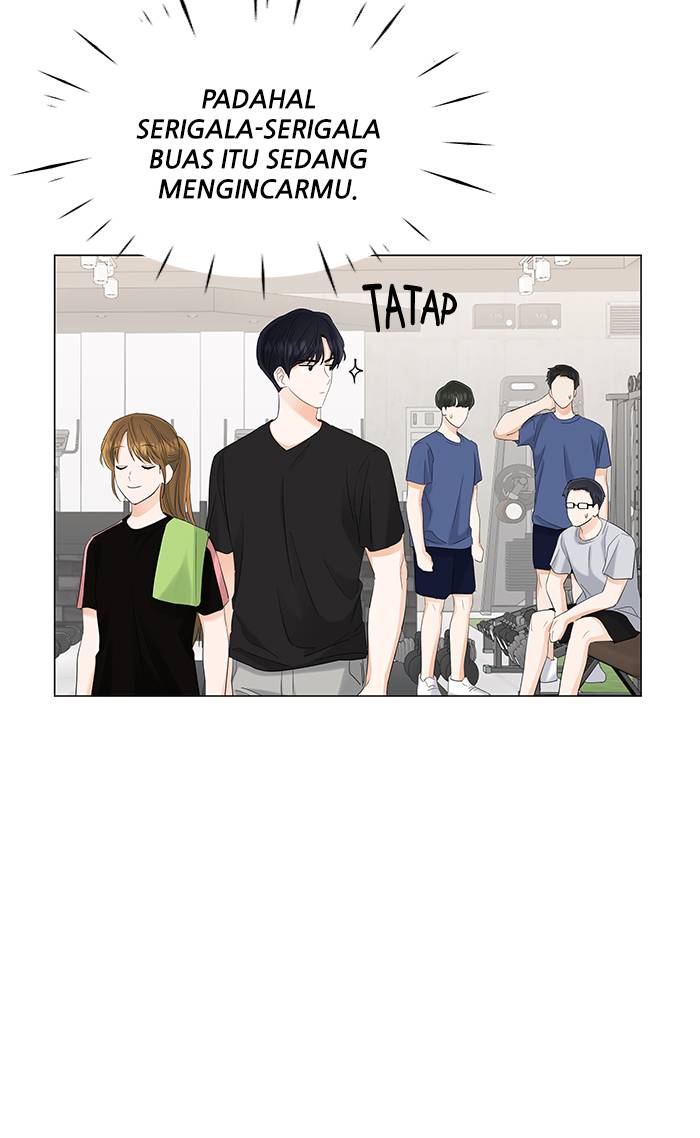 PADAHAL
SERIGALA-SERIGALA
BUAS ITU SEDANG
MENGINCARMU.
TATAP